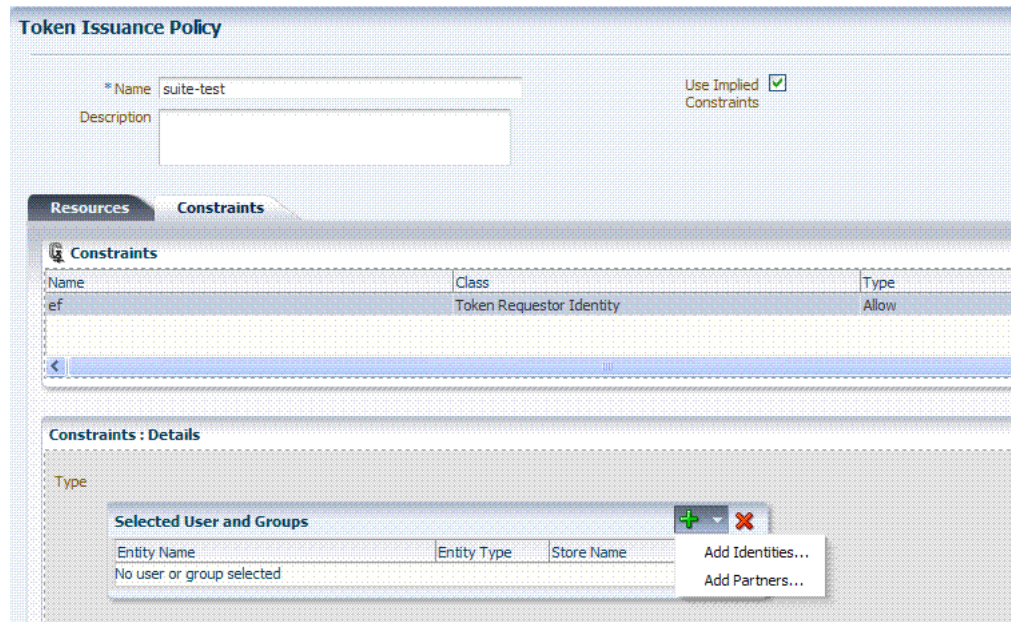 Token Issuance Policy
* Name suite-test
Use Implied
Constraints
Description
Resources Constraints
Constraints
Name Class Type
ef Token Requestor Identity Allow
Constraints : Details
Type
Selected User and Groups
Entity Name Entity Type Store Name
No user or group selected
Add Identities...
Add Partners...